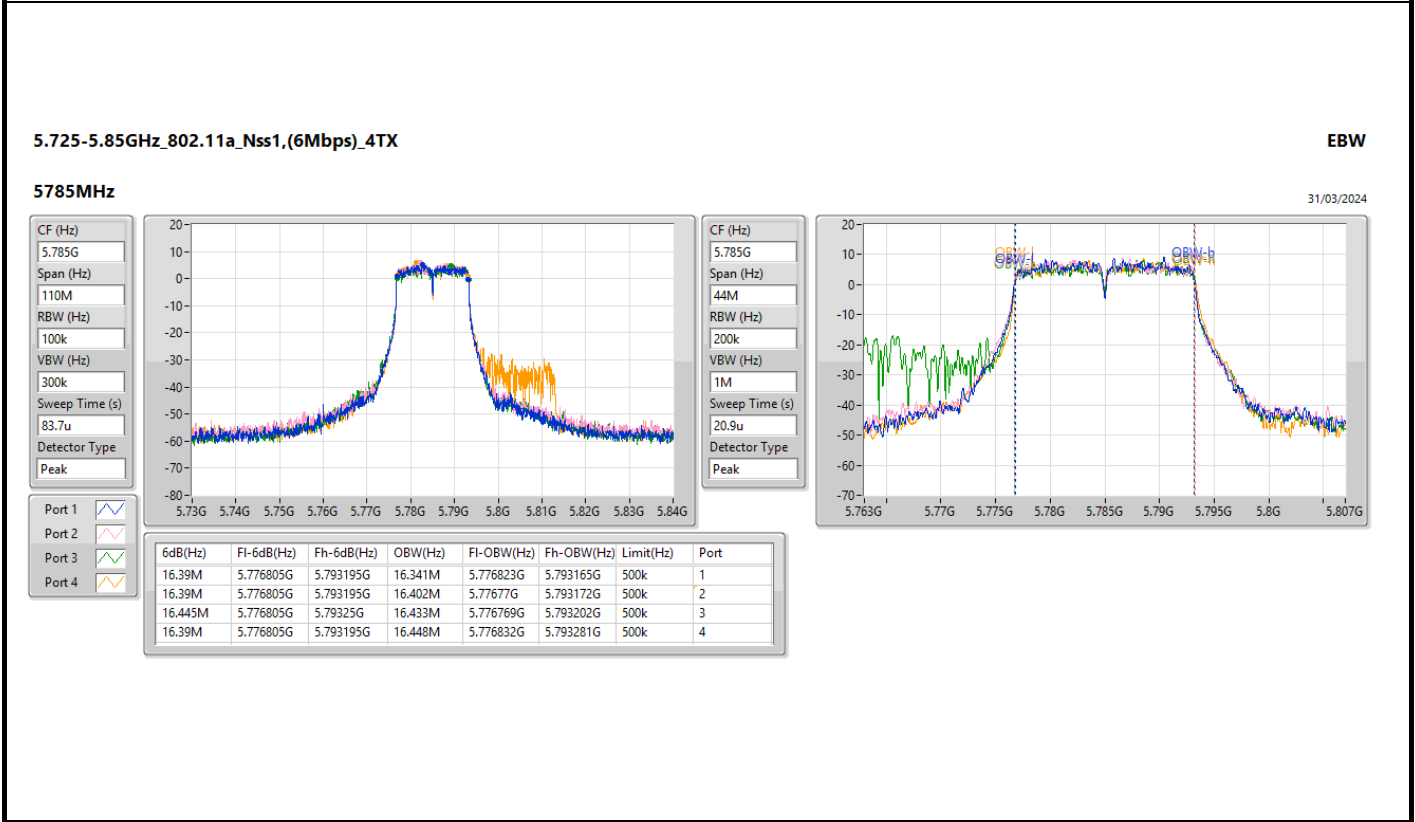 5.725-5.85GHz_802.11a_Nss1,(6Mbps)_4TX
EBW
5785MHz
31/03/2024
CF (Hz)
5.785G
Span (Hz)
110M
RBW (Hz)
100k
VBW (Hz)
300k
Sweep Time (s)
83.7u
Detector Type
Peak
20
10
0
-10
-20
-30
-40
-50
-60
-70
-80
5.73G 5.74G 5.75G 5.76G 5.77G 5.78G 5.79G 5.8G 5.81G 5.82G 5.83G 5.84G
CF (Hz)
5.785G
Span (Hz)
44M
RBW (Hz)
200k
VBW (Hz)
1M
Sweep Time (s)
20.9u
Detector Type
Peak
20
10
0
-10
-20
-30
-40
-50
-60
-70
OBW-l OBW-h
5.763G 5.77G 5.775G 5.78G 5.785G 5.79G 5.795G 5.8G 5.807G
Port 1
Port 2
Port 3
Port 4
6dB(Hz) Fl-6dB(Hz) Fh-6dB(Hz) OBW(Hz) Fl-OBW(Hz) Fh-OBW(Hz) Limit(Hz) Port
16.39M 5.776805G 5.793195G 16.341M 5.776823G 5.793165G 500k 1
16.39M 5.776805G 5.793195G 16.402M 5.77677G 5.793172G 500k 2
16.445M 5.776805G 5.79325G 16.433M 5.776769G 5.793202G 500k 3
16.39M 5.776805G 5.793195G 16.448M 5.776832G 5.793281G 500k 4